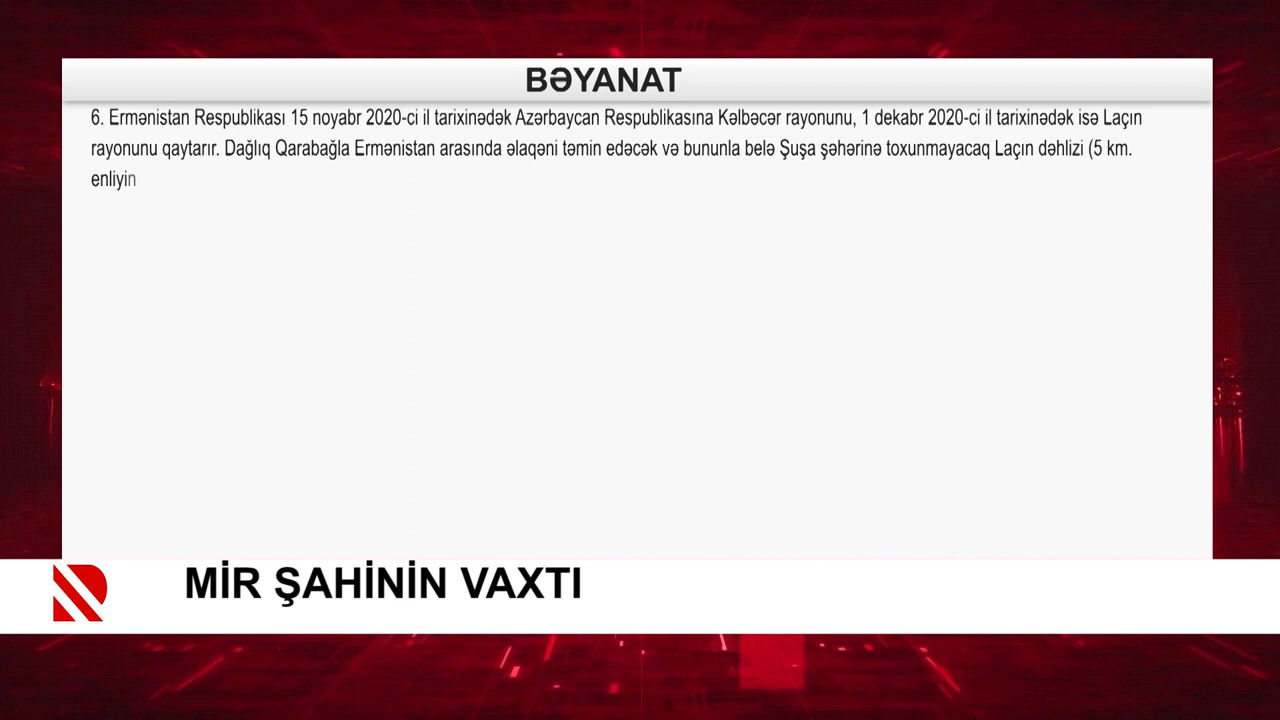 BƏYANAT
6. Ermənistan Respublikası 15 noyabr 2020-ci il tarixinədək Azərbaycan Respublikasına Kəlbəcər rayonunu, 1 dekabr 2020-ci il tarixinədək isə Laçın
rayonunu qaytarır. Dağlıq Qarabağla Ermənistan arasında əlaqəni təmin edəcək və bununla belə Şuşa şəhərinə toxunmayacaq Laçın dəhlizi (5 km.
enliyin
MİR ŞAHİNİN VAXTI